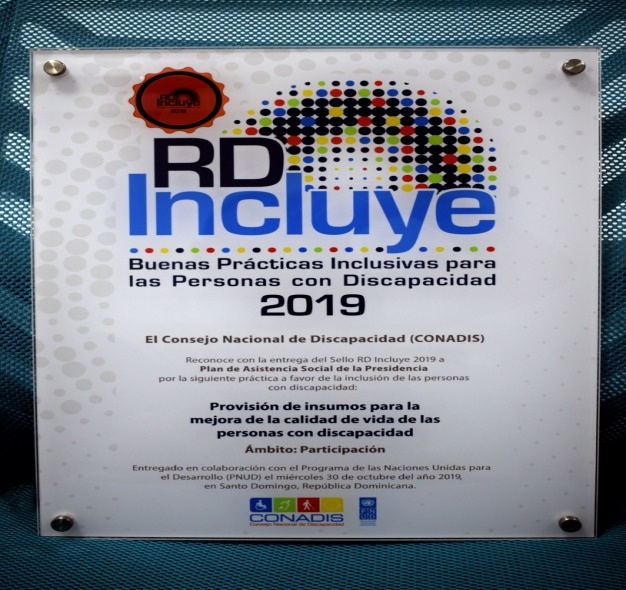 RD
Incluye
2019
RD
Incluye
Buenas Prácticas Inclusivas para
las Personas con Discapacidad
2019
El Consejo Nacional de Discapacidad (CONADIS)
Reconoce con la entrega del Sello RD Incluye 2019 a
Plan de Asistencia Social de la Presidencia
por la siguiente práctica a favor de la inclusión de las personas
con discapacidad:
Provisión de insumos para la
mejora de la calidad de vida de las
personas con discapacidad
Ámbito: Participación
Entregado en colaboración con el Programa de las Naciones Unidas para
el Desarrollo (PNUD) el miércoles 30 de octubre del año 2019,
en Santo Domingo, República Dominicana.
CONADIS
Consejo Nacional de Discapacidad